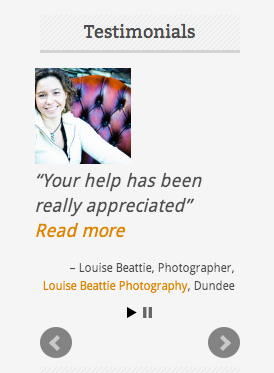 Testimonials
“Your help has been
really appreciated”
Read more
– Louise Beattie, Photographer,
Louise Beattie Photography, Dundee